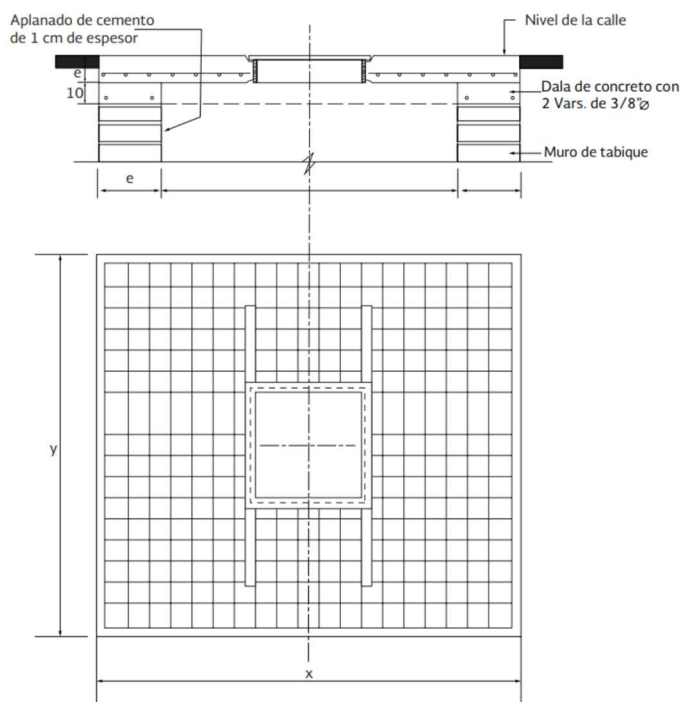 Aplanado de cemento
de 1 cm de espesor
Nivel de la calle
e
10
Dala de concreto con
2 Vars. de 3/8"ø
Muro de tabique
e
y
x